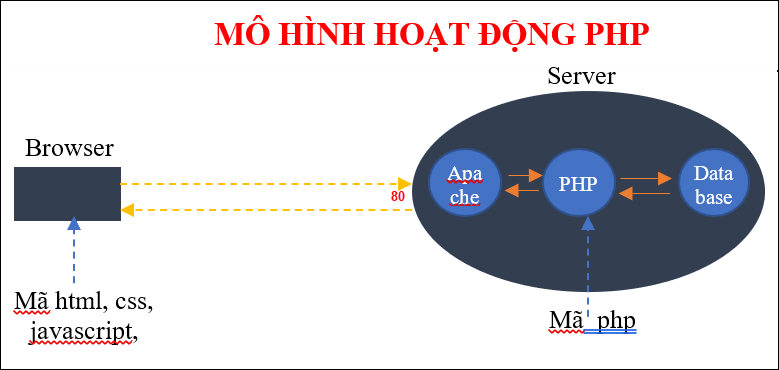 MÔ HÌNH HOẠT ĐỘNG PHP
Server
Browser
Apa
che
PHP
Data
base
80
Mã html, css,
javascript,
Mã php